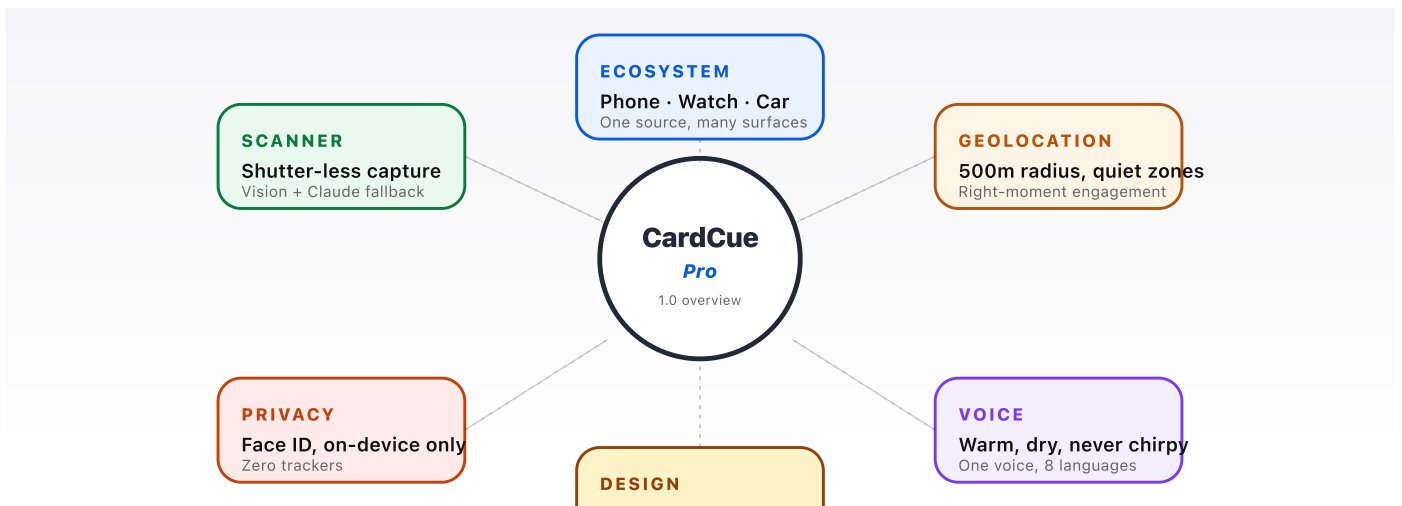 ECOSYSTEM
Phone · Watch · Car
One source, many surfaces
SCANNER
Shutter-less capture
Vision + Claude fallback
GEOLOCATION
500m radius, quiet zones
Right-moment engagement
CardCue
Pro
1.0 overview
PRIVACY
Face ID, on-device only
Zero trackers
VOICE
Warm, dry, never chirpy
One voice, 8 languages
DESIGN